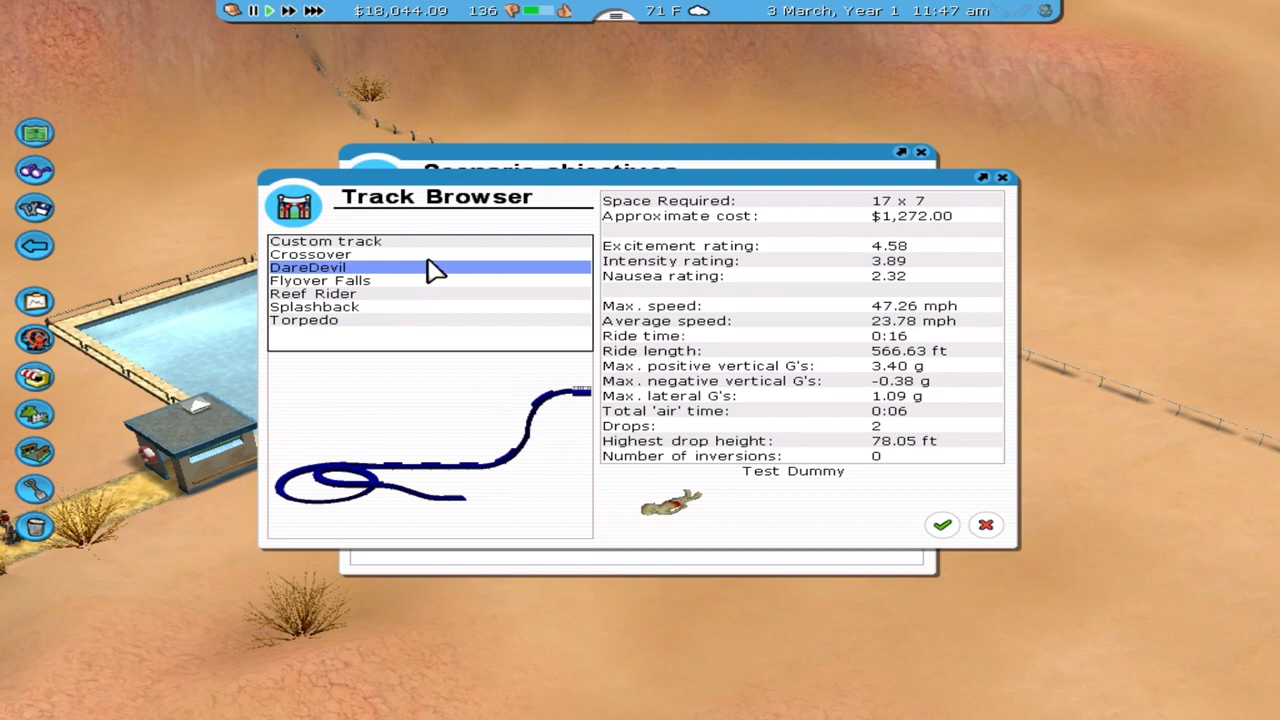 $18,044.09 136 71 F 3 March, Year 1 11:47 am
Scenario objectives
Track Browser
Custom track
Crossover
DareDevil
Flyover Falls
Reef Rider
Splashback
Torpedo
Space Required: 17 x 7
Approximate cost: $1,272.00
Excitement rating: 4.58
Intensity rating: 3.89
Nausea rating: 2.32
Max. speed: 47.26 mph
Average speed: 23.78 mph
Ride time: 0:16
Ride length: 566.63 ft
Max. positive vertical G's: 3.40 g
Max. negative vertical G's: -0.38 g
Max. lateral G's: 1.09 g
Total 'air' time: 0:06
Drops: 2
Highest drop height: 78.05 ft
Number of inversions: 0
Test Dummy